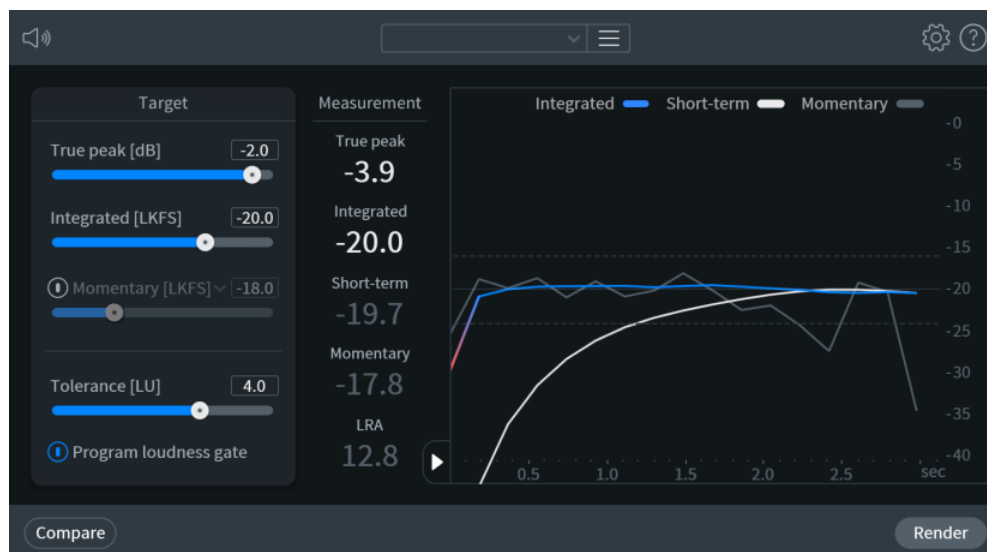 Target
True peak [dB] -2.0
Integrated [LKFS] -20.0
Momentary [LKFS] -18.0
Tolerance [LU] 4.0
Program loudness gate
Measurement
True peak
-3.9
Integrated
-20.0
Short-term
-19.7
Momentary
-17.8
LRA
12.8
Integrated Short-term Momentary
-0
-5
-10
-15
-20
-25
-30
-35
-40
0.5 1.0 1.5 2.0 2.5 sec
Compare
Render